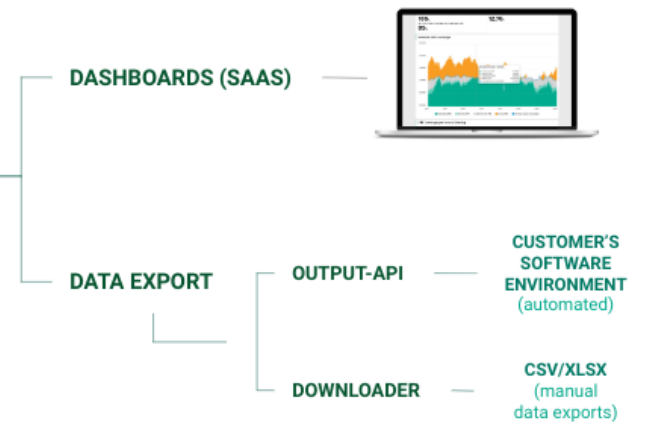 DASHBOARDS (SAAS)
DATA EXPORT
OUTPUT-API
CUSTOMER'S
SOFTWARE
ENVIRONMENT
(automated)
DOWNLOADER
CSV/XLSX
(manual
data exports)